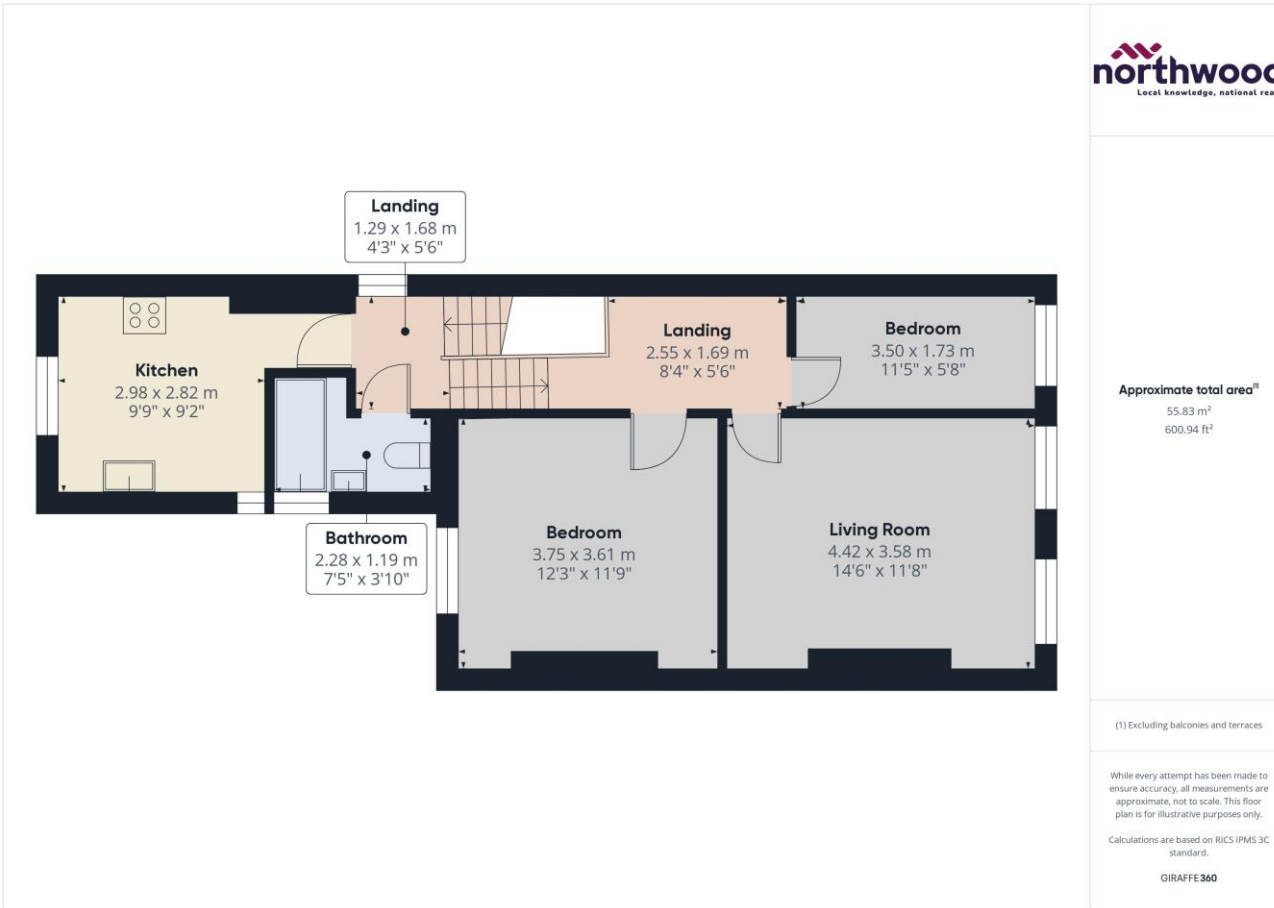 northwood
Local knowledge, national rea
Landing
1.29 x 1.68 m
4'3" x 5'6"
Kitchen
2.98 x 2.82 m
9'9" x 9'2"
Landing
2.55 x 1.69 m
8'4" x 5'6"
Bedroom
3.50 x 1.73 m
11'5" x 5'8"
Bathroom
2.28 x 1.19 m
7'5" x 3'10"
Bedroom
3.75 x 3.61 m
12'3" x 11'9"
Living Room
4.42 x 3.58 m
14'6" x 11'8"
Approximate total area(1)
55.83 m²
600.94 ft²
(1) Excluding balconies and terraces
While every attempt has been made to
ensure accuracy, all measurements are
approximate, not to scale. This floor
plan is for illustrative purposes only.
Calculations are based on RICS IPMS 3C
standard.
GIRAFFE360